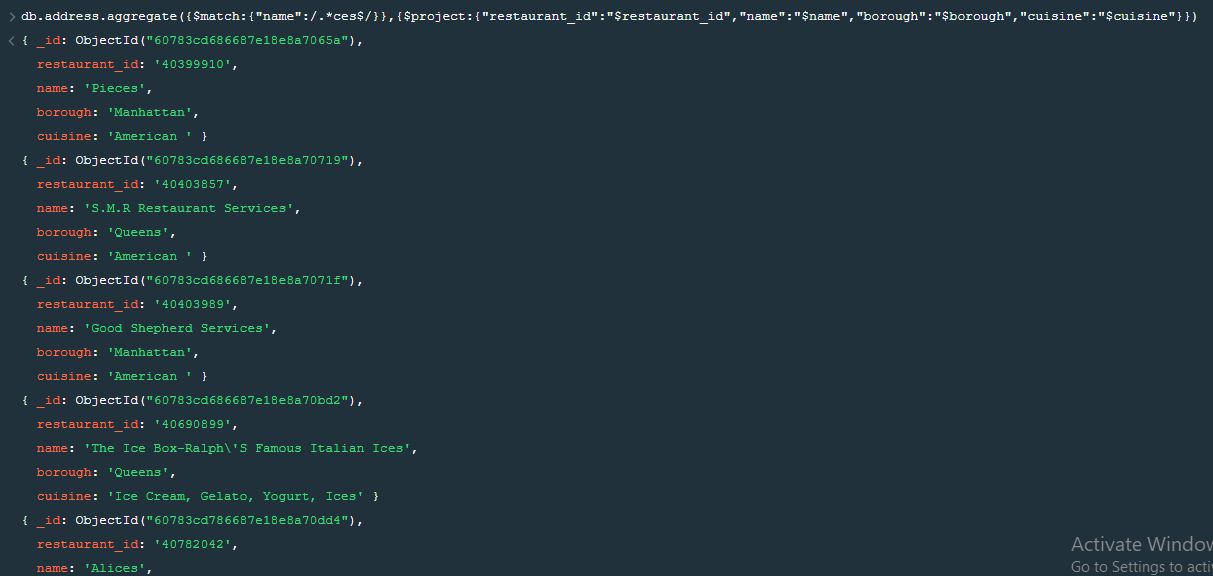 > db.address.aggregate({$match:{"name":/.*ces$/}},{$project:{"restaurant_id":"$restaurant_id","name":"$name","borough":"$borough","cuisine":"$cuisine"}})
< { _id: ObjectId("60783cd686687e18e8a7065a"),
restaurant_id: '40399910',
name: 'Pieces',
borough: 'Manhattan',
cuisine: 'American ' }
{ _id: ObjectId("60783cd686687e18e8a70719"),
restaurant_id: '40403857',
name: 'S.M.R Restaurant Services',
borough: 'Queens',
cuisine: 'American ' }
{ _id: ObjectId("60783cd686687e18e8a7071f"),
restaurant_id: '40403989',
name: 'Good Shepherd Services',
borough: 'Manhattan',
cuisine: 'American ' }
{ _id: ObjectId("60783cd686687e18e8a70bd2"),
restaurant_id: '40690899',
name: 'The Ice Box-Ralph\'S Famous Italian Ices',
borough: 'Queens',
cuisine: 'Ice Cream, Gelato, Yogurt, Ices' }
{ _id: ObjectId("60783cd786687e18e8a70dd4"),
restaurant_id: '40782042',
name: 'Alices',
Activate Window
Go to Settings to acti